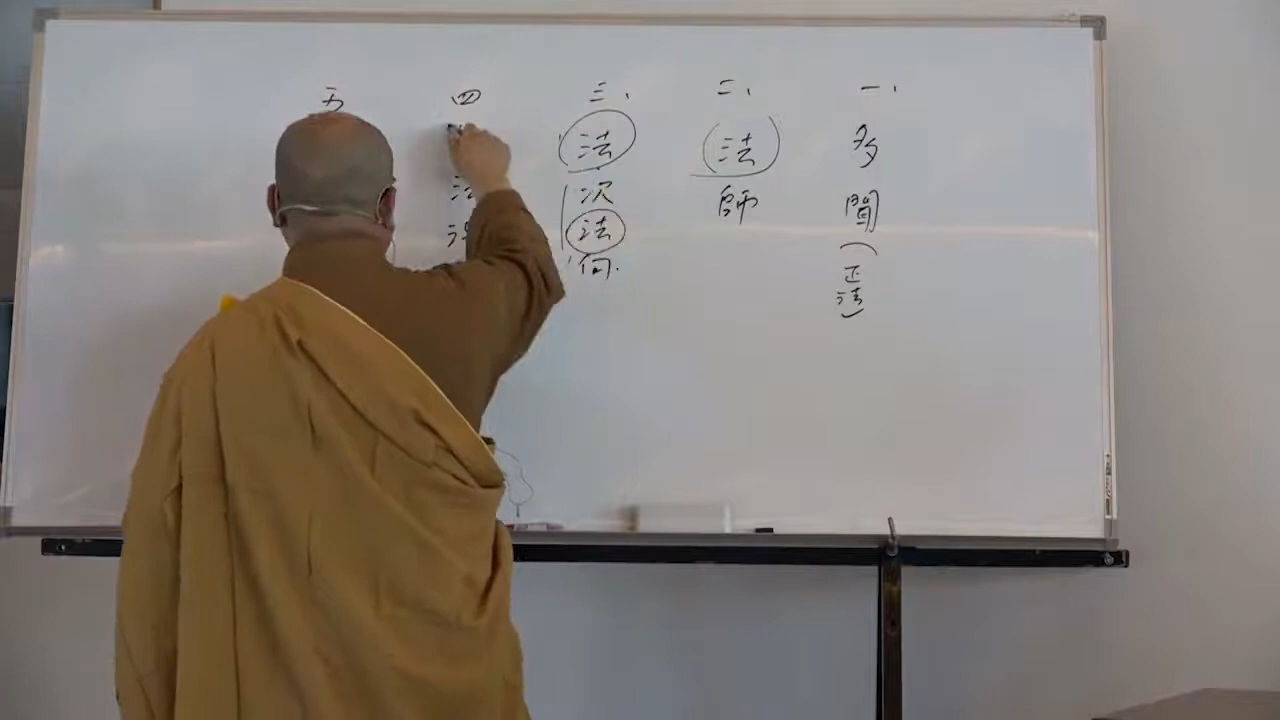 一、
多聞(正法)
二、
法師
三、
法次法向
四
法
五